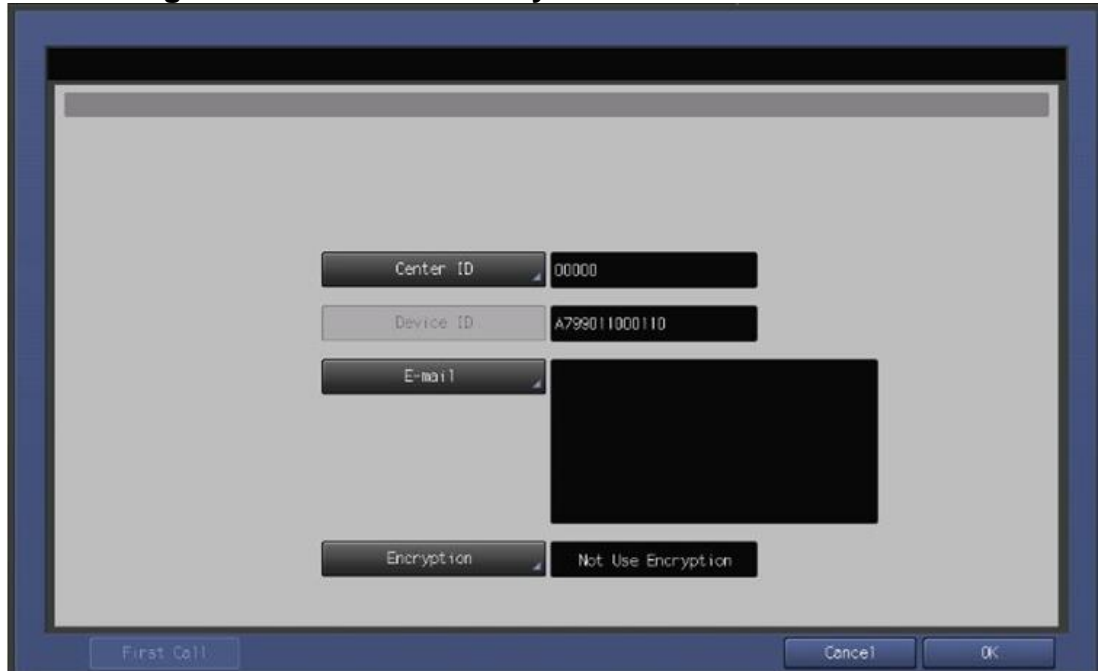 Center ID
00000
Device ID
A799011000110
E-mail
Encryption
Not Use Encryption
First Call
Cancel
OK